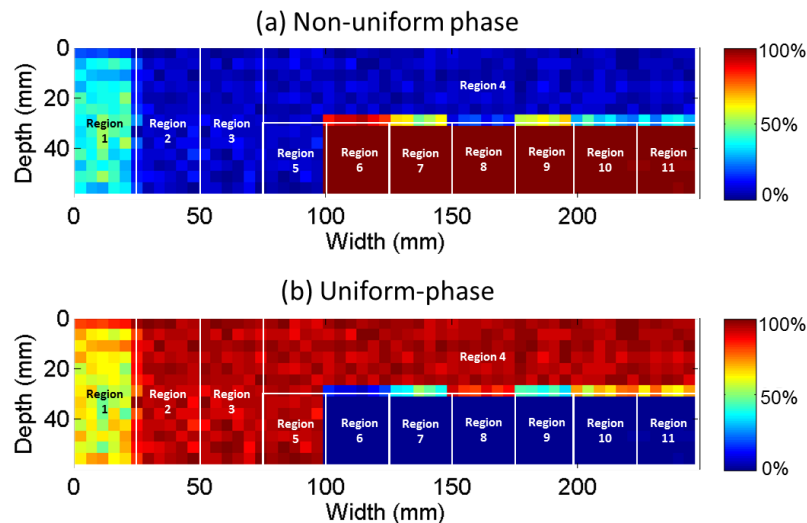 (a) Non-uniform phase
0
20
40
Depth (mm)
Region
1
Region
2
Region
3
Region 4
Region
5
Region
6
Region
7
Region
8
Region
9
Region
10
Region
11
0
50
100
150
200
Width (mm)
100%
50%
0%
(b) Uniform-phase
0
20
40
Depth (mm)
Region
1
Region
2
Region
3
Region 4
Region
5
Region
6
Region
7
Region
8
Region
9
Region
10
Region
11
0
50
100
150
200
Width (mm)
100%
50%
0%